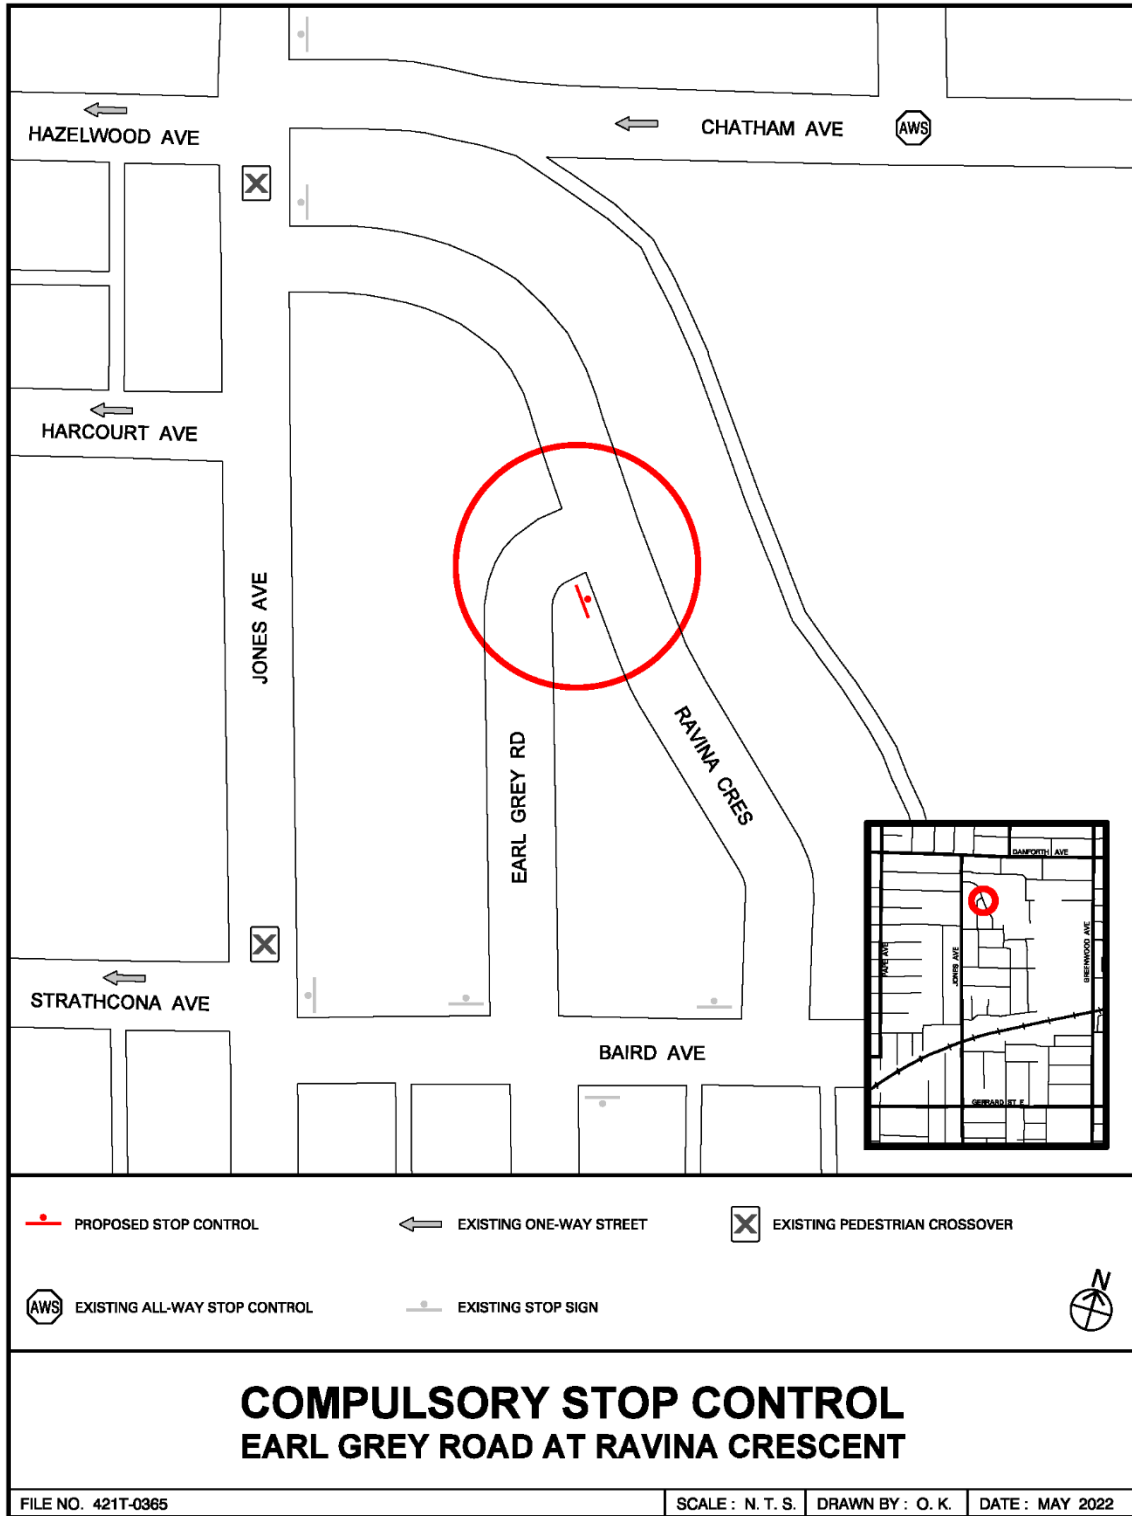 HAZELWOOD AVE
CHATHAM AVE
AWS
HARCOURT AVE
JONES AVE
RAVINA CRES
EARL GREY RD
STRATHCONA AVE
BAIRD AVE
DANFORTH AVE
PAPE AVE
JONES AVE
GREENWOOD AVE
GERRARD ST E
PROPOSED STOP CONTROL
EXISTING ONE-WAY STREET
X EXISTING PEDESTRIAN CROSSOVER
AWS EXISTING ALL-WAY STOP CONTROL
EXISTING STOP SIGN
N
COMPULSORY STOP CONTROL
EARL GREY ROAD AT RAVINA CRESCENT
FILE NO. 421T-0365
SCALE : N. T. S.
DRAWN BY : O. K.
DATE : MAY 2022